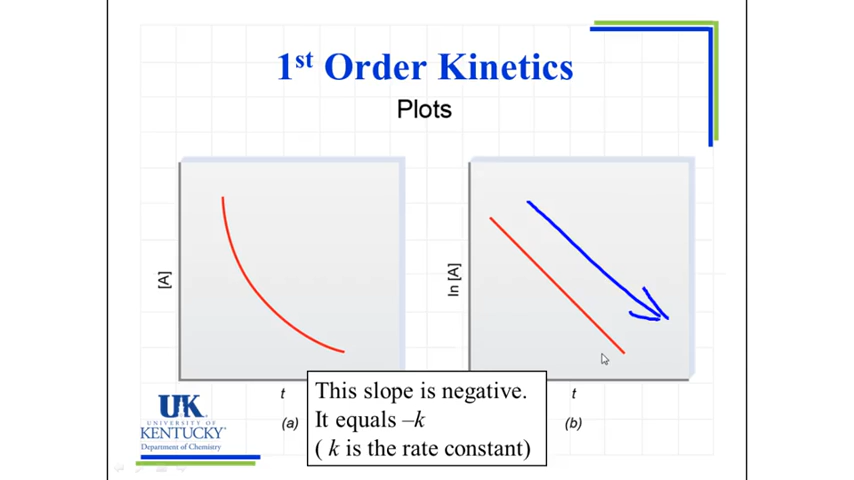 1st Order Kinetics
Plots
[A]
ln [A]
t
t
(a)
(b)
This slope is negative.
It equals –k
( k is the rate constant)
UK
UNIVERSITY OF
KENTUCKY
Department of Chemistry